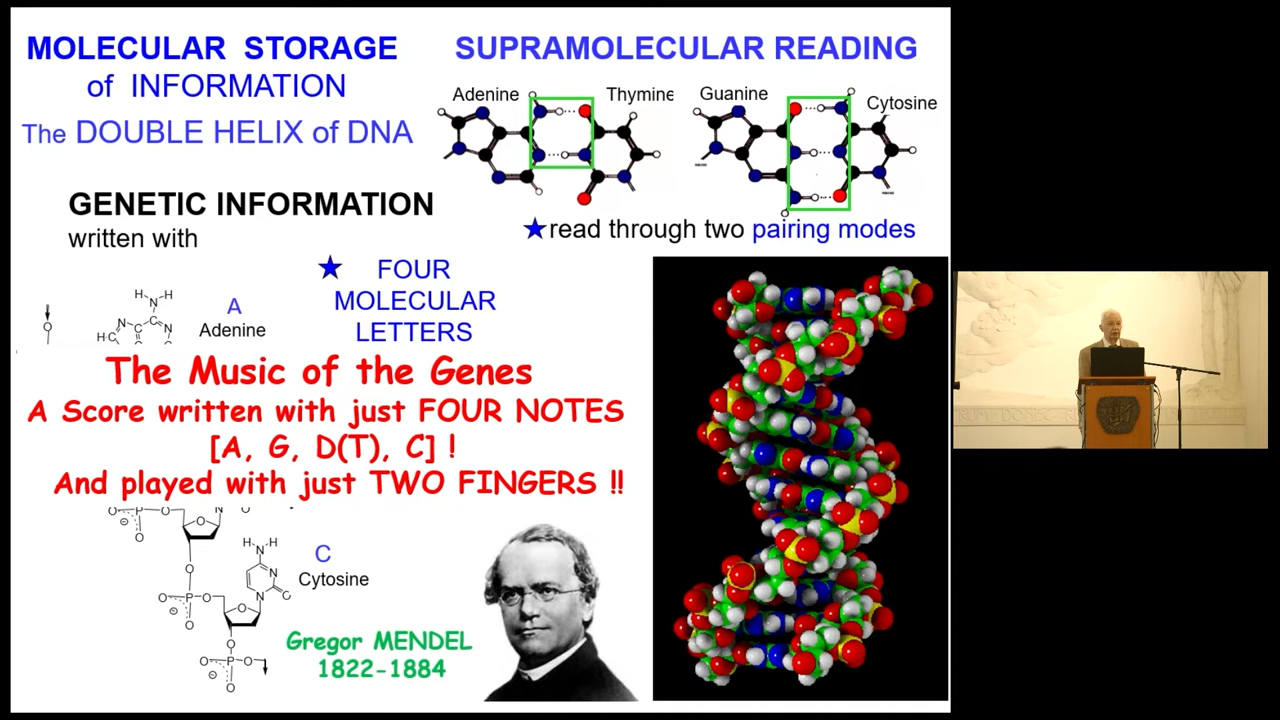 MOLECULAR STORAGE
of INFORMATION
The DOUBLE HELIX of DNA
GENETIC INFORMATION
written with
★ FOUR
MOLECULAR
LETTERS
A
Adenine
SUPRAMOLECULAR READING
Adenine
Thymine
Guanine
Cytosine
★read through two pairing modes
The Music of the Genes
A Score written with just FOUR NOTES
[A, G, D(T), C] !
And played with just TWO FINGERS !!
C
Cytosine
Gregor MENDEL
1822-1884